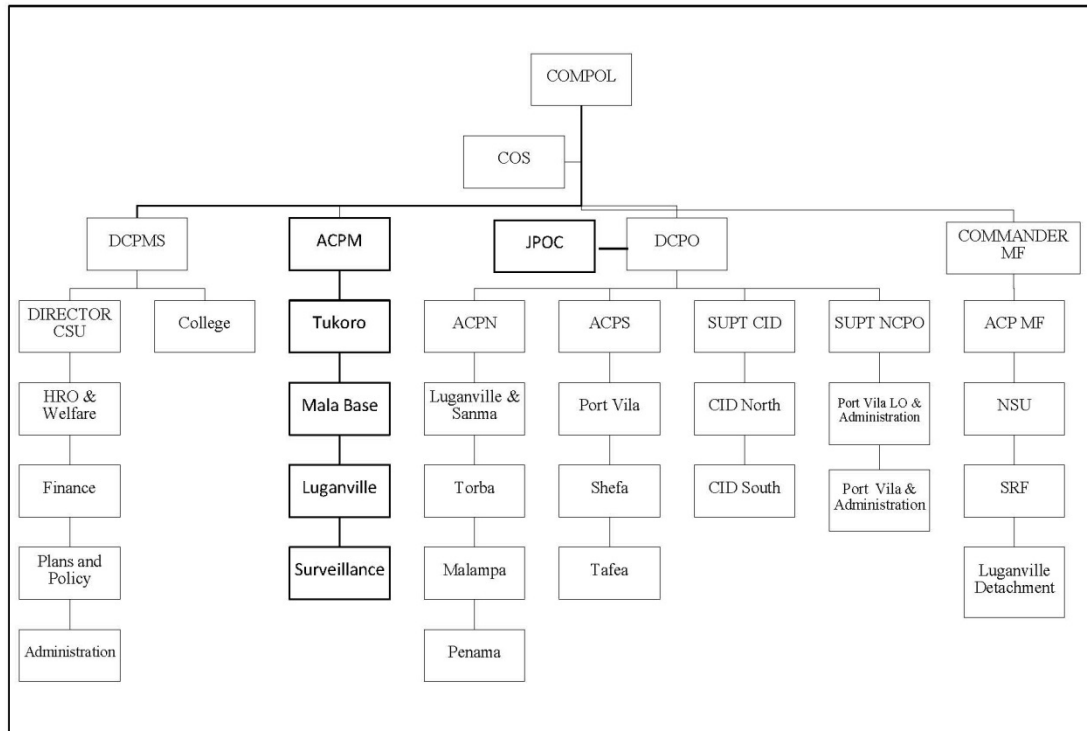 COMPOL
COS
DCPMS
ACPM
JPOC
DCPO
COMMANDER
MF
DIRECTOR
CSU
College
Tukoro
ACPN
ACPS
SUPT CID
SUPT NCPO
ACP MF
HRO &
Welfare
Mala Base
Luganville &
Sanma
Port Vila
CID North
Port Vila LO &
Administration
NSU
Finance
Luganville
Torba
Shefa
CID South
Port Vila &
Administration
SRF
Plans and
Policy
Surveillance
Malampa
Tafea
Luganville
Detachment
Administration
Penama